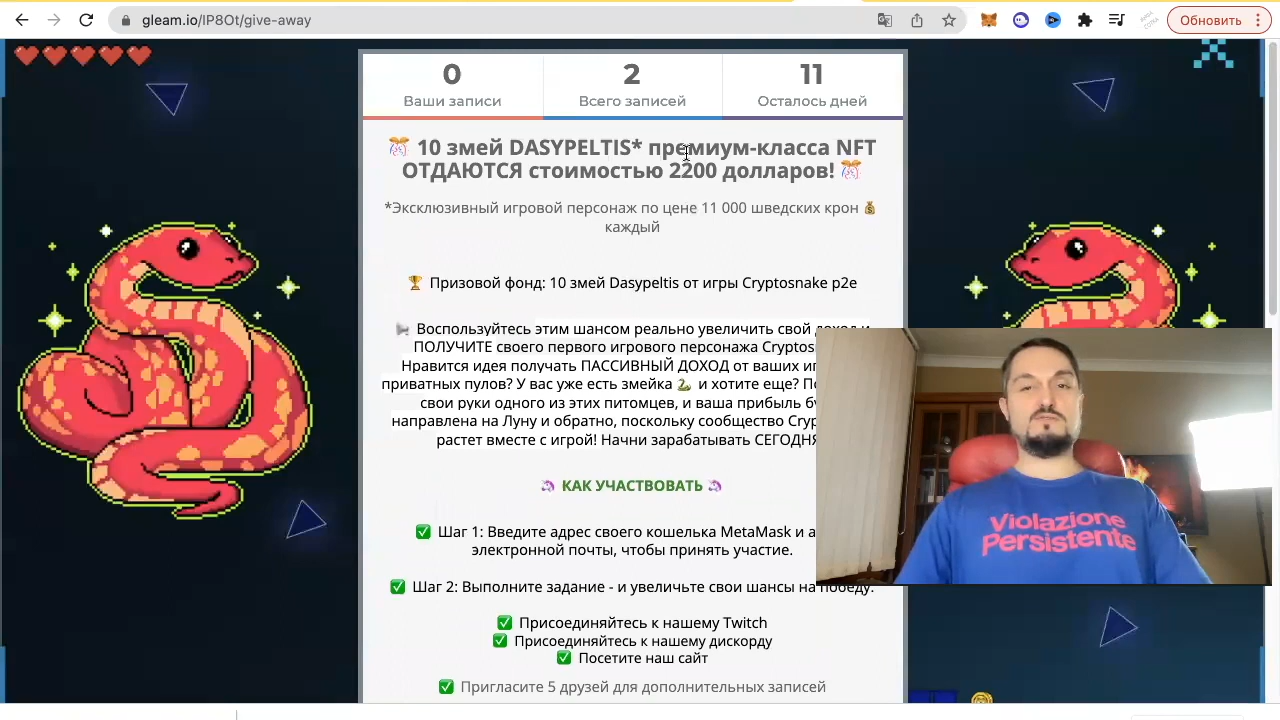 gleam.io/IP8Ot/give-away
Обновить
0
Ваши записи
2
Всего записей
11
Осталось дней
10 змей DASYPELTIS* премиум-класса NFT
ОТДАЮТСЯ стоимостью 2200 долларов!
*Эксклюзивный игровой персонаж по цене 11 000 шведских крон
каждый
Призовой фонд: 10 змей Dasypeltis от игры Cryptosnake p2e
Воспользуйтесь этим шансом реально увеличить свой доход и
ПОЛУЧИТЕ своего первого игрового персонажа Cryptos
Нравится идея получать ПАССИВНЫЙ ДОХОД от ваших
приватных пулов? У вас уже есть змейка 🐍 и хотите еще?
свои руки одного из этих питомцев, и ваша прибыль
направлена на Луну и обратно, поскольку сообщество
растет вместе с игрой! Начни зарабатывать СЕГОДНЯ
КАК УЧАСТВОВАТЬ
Шаг 1: Введите адрес своего кошелька MetaMask и
электронной почты, чтобы принять участие.
Шаг 2: Выполните задание - и увеличьте свои шансы на победу.
Присоединяйтесь к нашему Twitch
Присоединяйтесь к нашему дискорду
Посетите наш сайт
Пригласите 5 друзей для дополнительных записей
Violazione
Persistente